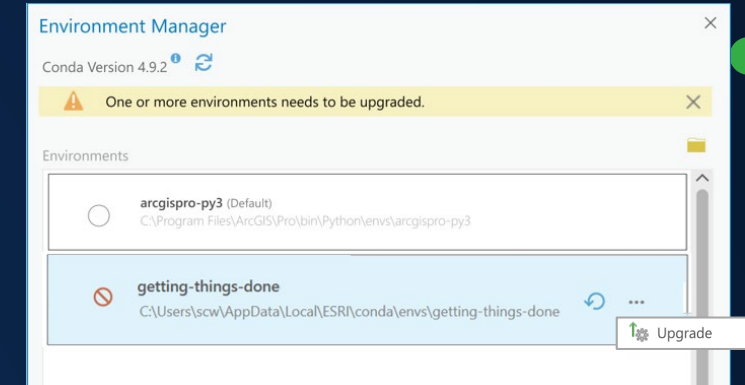 Environment Manager
Conda Version 4.9.2
One or more environments needs to be upgraded.
Environments
arcgispro-py3 (Default)
C:\Program Files\ArcGIS\Pro\bin\Python\envs\arcgispro-py3
getting-things-done
C:\Users\scw\AppData\Local\ESRI\conda\envs\getting-things-done
Upgrade